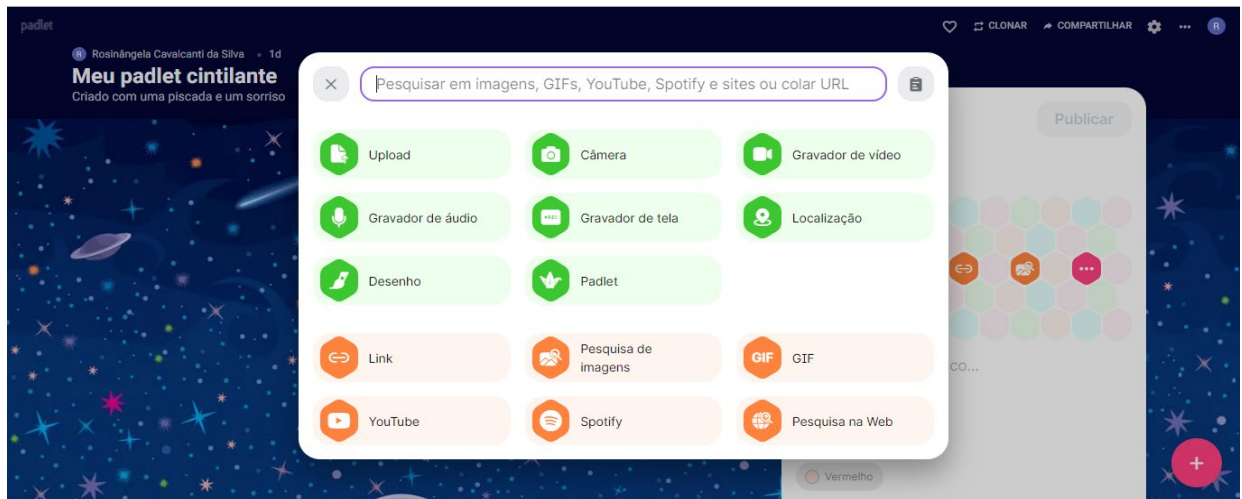 padlet
CLONAR
COMPARTILHAR
R
R Rosinângela Cavalcanti da Silva • 1d
Meu padlet cintilante
Criado com uma piscada e um sorriso
Pesquisar em imagens, GIFs, YouTube, Spotify e sites ou colar URL
Publicar
Upload
Câmera
Gravador de vídeo
Gravador de áudio
REC
Gravador de tela
Localização
Desenho
Padlet
Link
Pesquisa de
imagens
GIF
GIF
co...
YouTube
Spotify
Pesquisa na Web
Vermelho